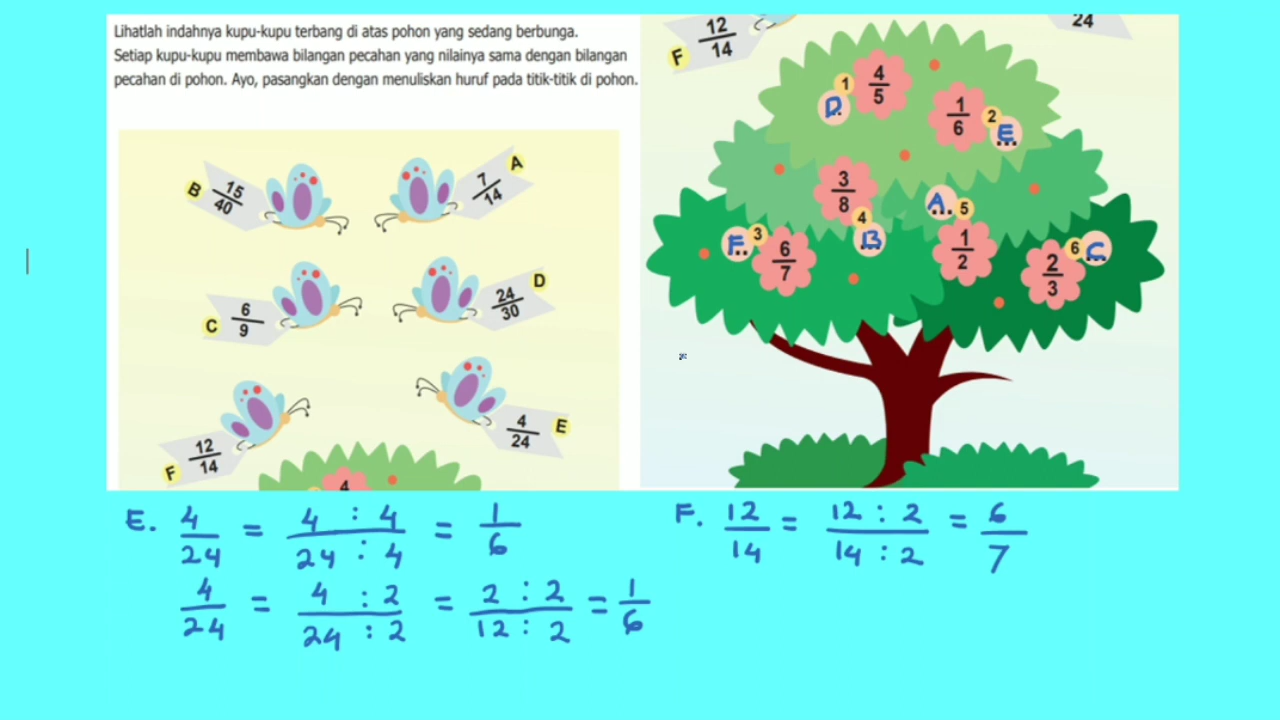 Lihatlah indahnya kupu-kupu terbang di atas pohon yang sedang berbunga.
Setiap kupu-kupu membawa bilangan pecahan yang nilainya sama dengan bilangan
pecahan di pohon. Ayo, pasangkan dengan menuliskan huruf pada titik-titik di pohon.
B 15/40
7/14 A
C 6/9
24/30 D
F 12/14
4/24 E
4
F 12/14
24
1 4/5
D
1/6 2
E
3/8 4
B
A 5
1/2
F 3
6/7
6 C
2/3
E. 4/24 = 4 : 4 / 24 : 4 = 1/6
4/24 = 4 : 2 / 24 : 2 = 2 : 2 / 12 : 2 = 1/6
F. 12/14 = 12 : 2 / 14 : 2 = 6/7